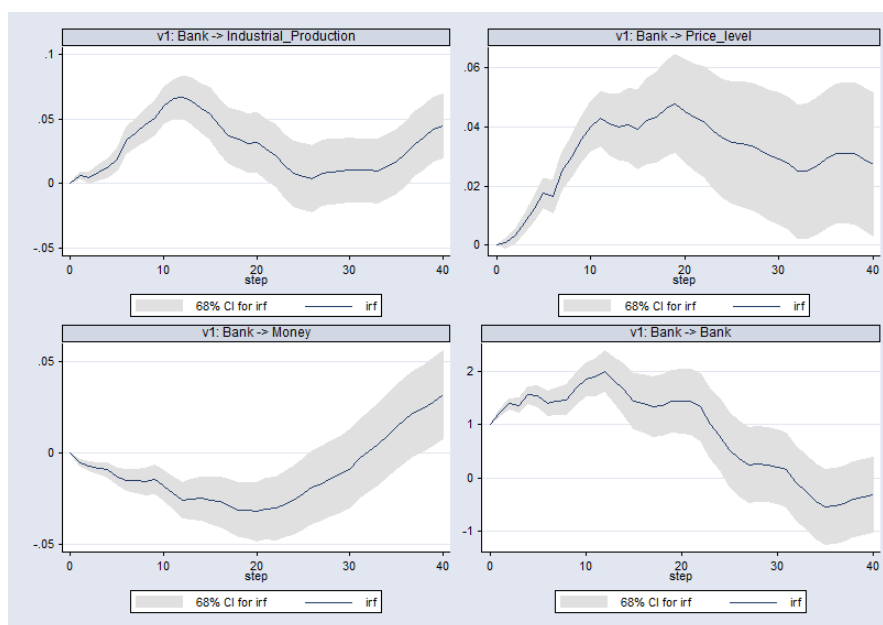 v1: Bank -> Industrial_Production
.1
.05
0
-.05
0 10 20 30 40
step
68% CI for irf irf
v1: Bank -> Price_level
.06
.04
.02
0
0 10 20 30 40
step
68% CI for irf irf
v1: Bank -> Money
.05
0
-.05
0 10 20 30 40
step
68% CI for irf irf
v1: Bank -> Bank
2
1
0
-1
0 10 20 30 40
step
68% CI for irf irf